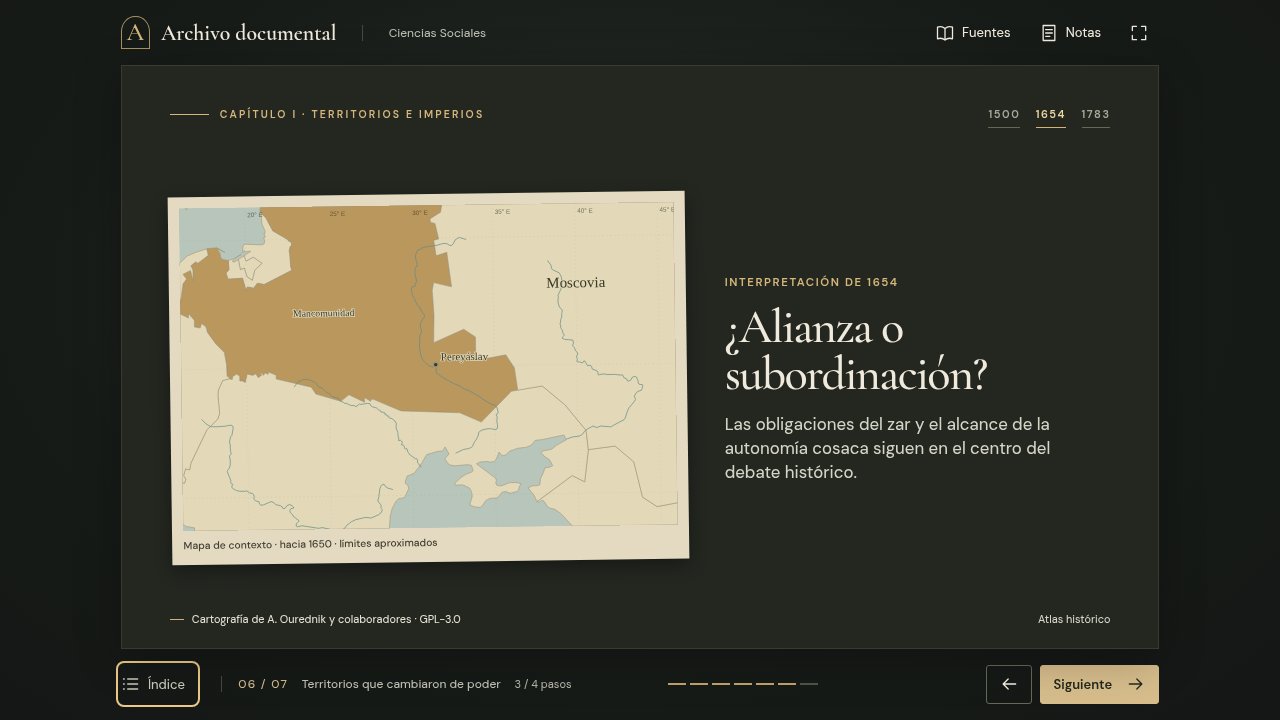 A Archivo documental
Ciencias Sociales
Fuentes
Notas
CAPÍTULO I · TERRITORIOS E IMPERIOS
1500 1654 1783
20° E 25° E 30° E 35° E 40° E 45° E
Moscovia
Mancomunidad
Pereyáslav
Mapa de contexto · hacia 1650 · límites aproximados
INTERPRETACIÓN DE 1654
¿Alianza o
subordinación?
Las obligaciones del zar y el alcance de la
autonomía cosaca siguen en el centro del
debate histórico.
Cartografía de A. Ourednik y colaboradores · GPL-3.0
Atlas histórico
Índice
06 / 07 Territorios que cambiaron de poder 3 / 4 pasos
Siguiente